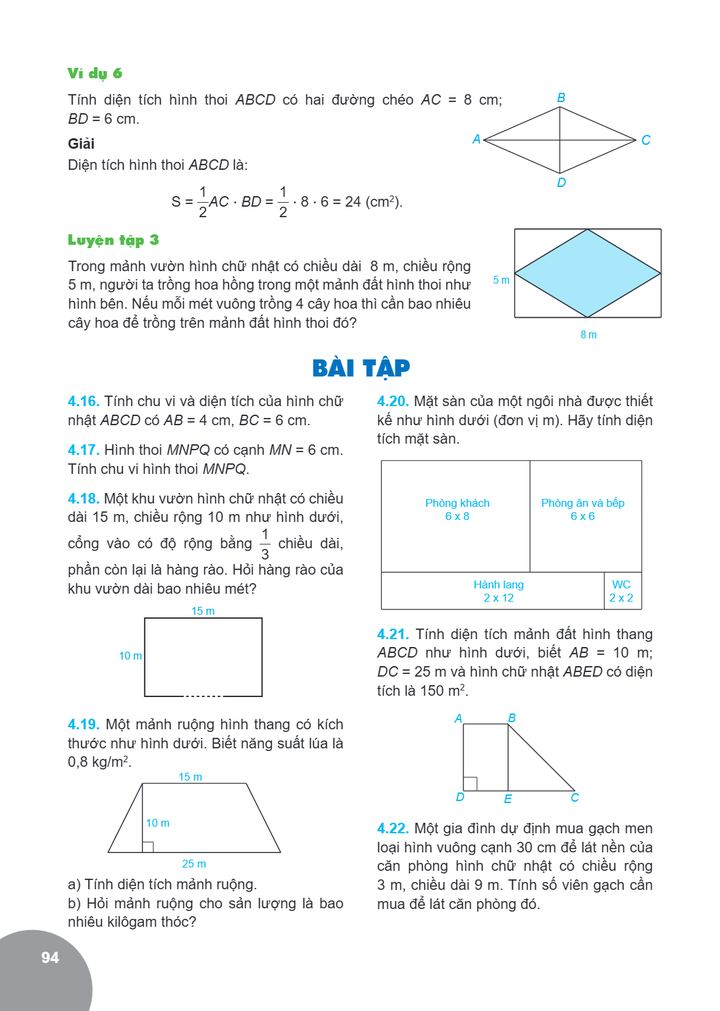 Ví dụ 6
Tính diện tích hình thoi ABCD có hai đường chéo AC = 8 cm;
BD = 6 cm.
Giải
Diện tích hình thoi ABCD là:
S = 1/2 AC · BD = 1/2 · 8 · 6 = 24 (cm²).
B
A
C
D
Luyện tập 3
Trong mảnh vườn hình chữ nhật có chiều dài 8 m, chiều rộng
5 m, người ta trồng hoa hồng trong một mảnh đất hình thoi như
hình bên. Nếu mỗi mét vuông trồng 4 cây hoa thì cần bao nhiêu
cây hoa để trồng trên mảnh đất hình thoi đó?
5 m
8 m
BÀI TẬP
4.16. Tính chu vi và diện tích của hình chữ
nhật ABCD có AB = 4 cm, BC = 6 cm.
4.17. Hình thoi MNPQ có cạnh MN = 6 cm.
Tính chu vi hình thoi MNPQ.
4.18. Một khu vườn hình chữ nhật có chiều
dài 15 m, chiều rộng 10 m như hình dưới,
cổng vào có độ rộng bằng 1/3 chiều dài,
phần còn lại là hàng rào. Hỏi hàng rào của
khu vườn dài bao nhiêu mét?
15 m
10 m
4.19. Một mảnh ruộng hình thang có kích
thước như hình dưới. Biết năng suất lúa là
0,8 kg/m².
15 m
10 m
25 m
a) Tính diện tích mảnh ruộng.
b) Hỏi mảnh ruộng cho sản lượng là bao
nhiêu kilôgam thóc?
4.20. Mặt sàn của một ngôi nhà được thiết
kế như hình dưới (đơn vị m). Hãy tính diện
tích mặt sàn.
Phòng khách
6 x 8
Phòng ăn và bếp
6 x 6
Hành lang
2 x 12
WC
2 x 2
4.21. Tính diện tích mảnh đất hình thang
ABCD như hình dưới, biết AB = 10 m;
DC = 25 m và hình chữ nhật ABED có diện
tích là 150 m².
A
B
D
E
C
4.22. Một gia đình dự định mua gạch men
loại hình vuông cạnh 30 cm để lát nền của
căn phòng hình chữ nhật có chiều rộng
3 m, chiều dài 9 m. Tính số viên gạch cần
mua để lát căn phòng đó.
94